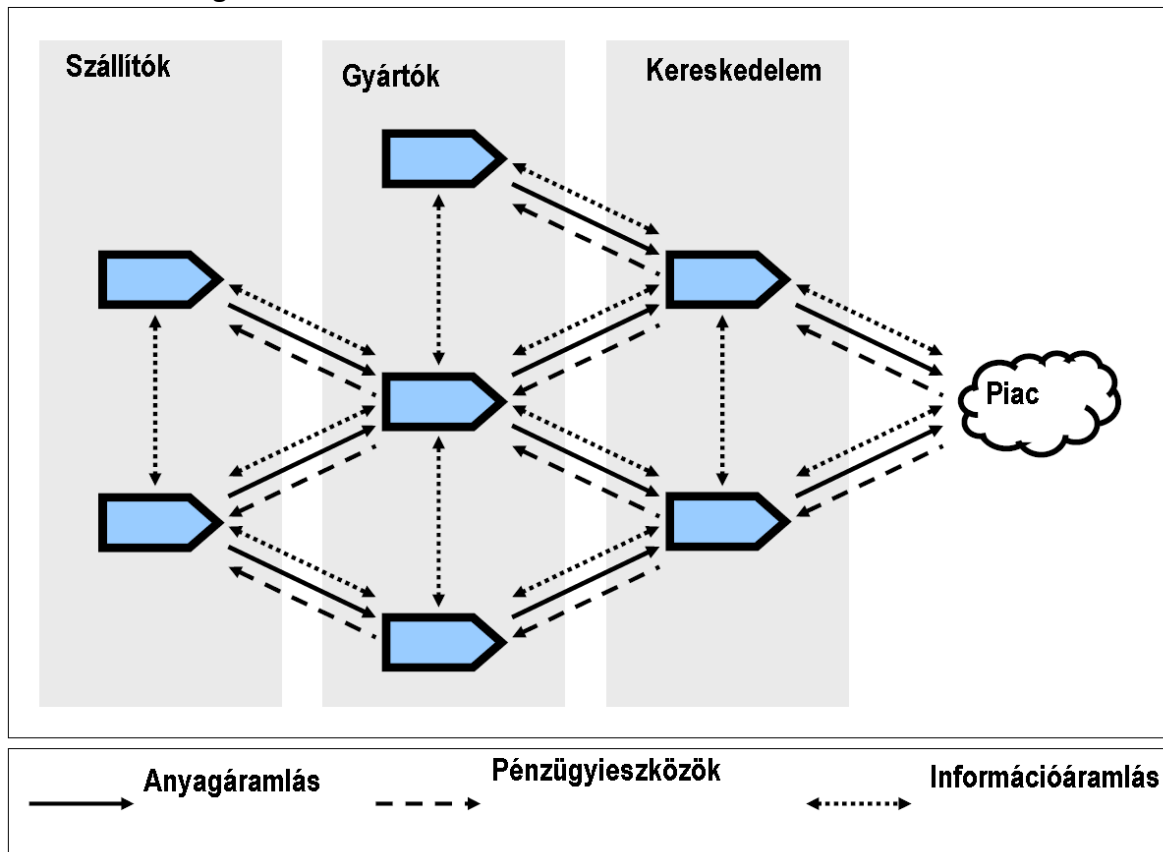 Szállítók
Gyártók
Kereskedelem
Piac
Anyagáramlás
Pénzügyieszközök
Információáramlás